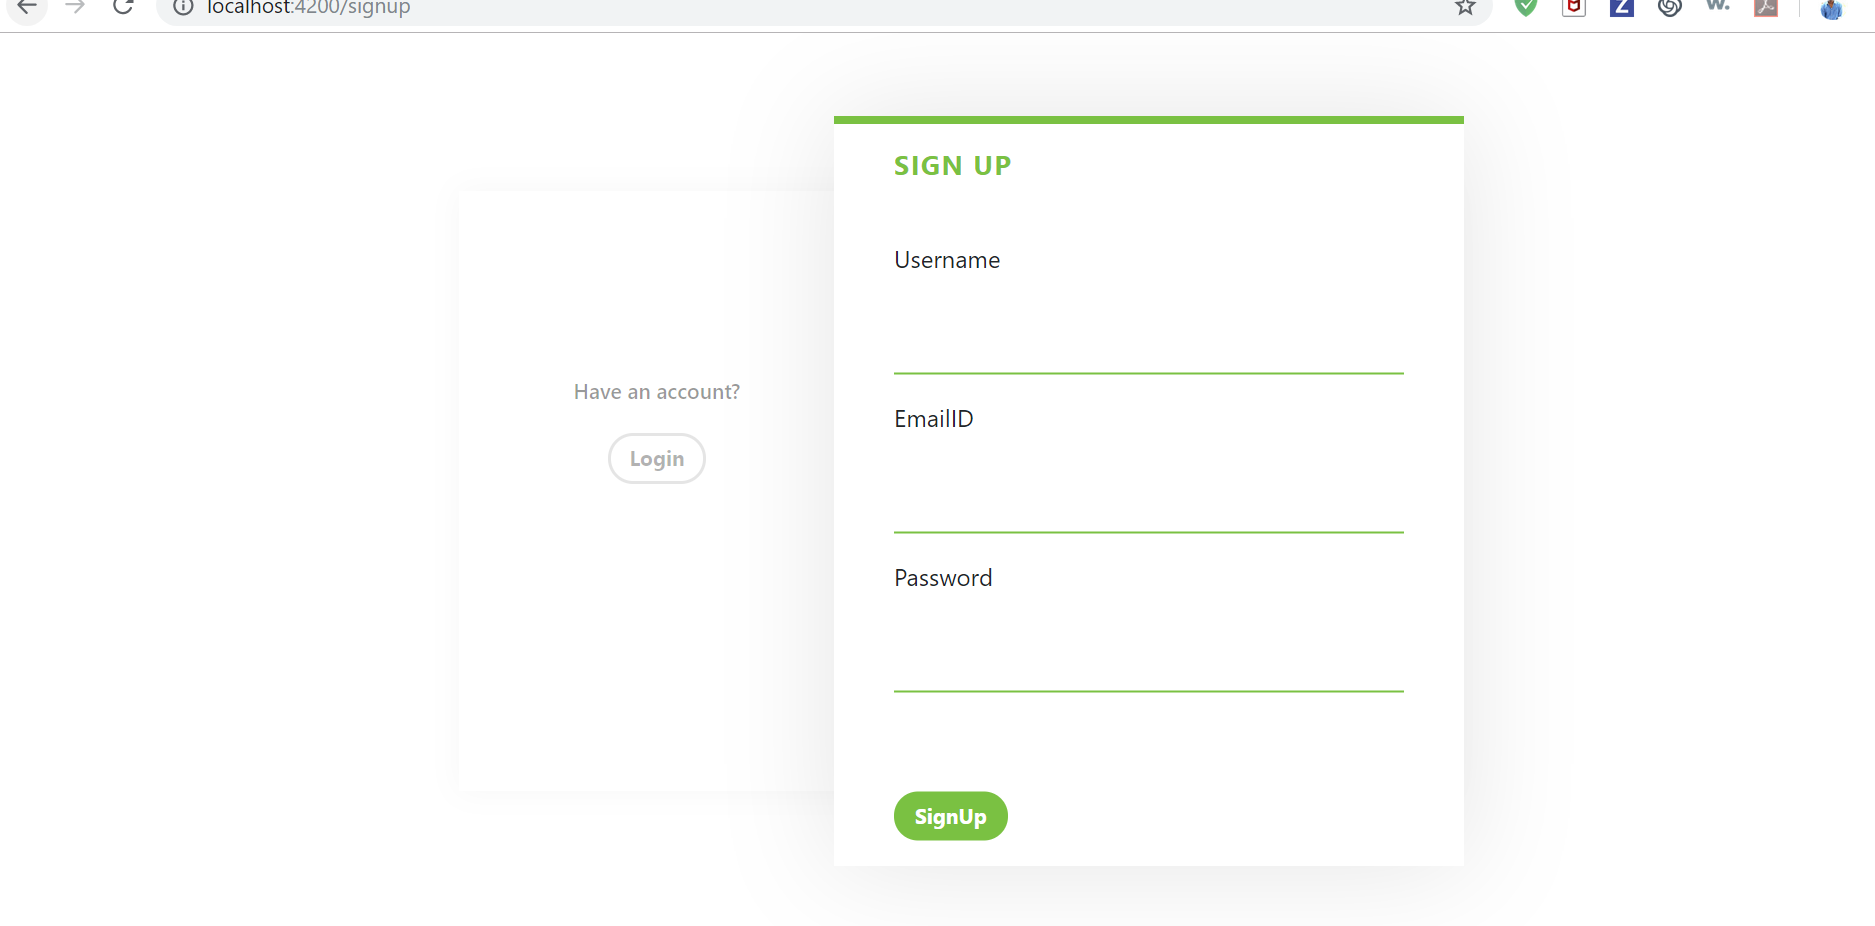 localhost:4200/signup
Z
W.
SIGN UP
Username
Have an account?
EmailID
Login
Password
SignUp